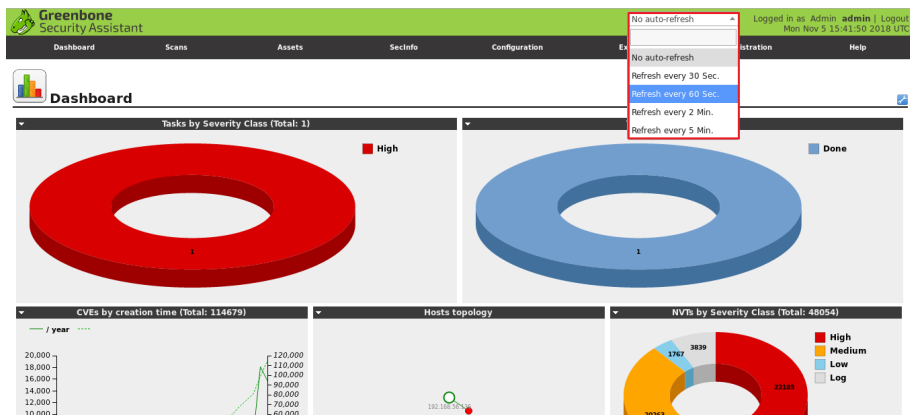 Greenbone
Security Assistant
No auto-refresh
Logged in as Admin admin | Logout
Mon Nov 5 15:41:50 2018 UTC
Dashboard Scans Assets SecInfo Configuration Ex istration Help
No auto-refresh
Refresh every 30 Sec.
Refresh every 60 Sec.
Refresh every 2 Min.
Refresh every 5 Min.
Dashboard
Tasks by Severity Class (Total: 1)
High
1
Done
1
CVEs by creation time (Total: 114679)
/ year
20,000
18,000
16,000
14,000
12,000
10,000
120,000
110,000
100,000
90,000
80,000
70,000
60,000
Hosts topology
192.168.56.
NVTs by Severity Class (Total: 48054)
3839
1767
High
Medium
Low
Log